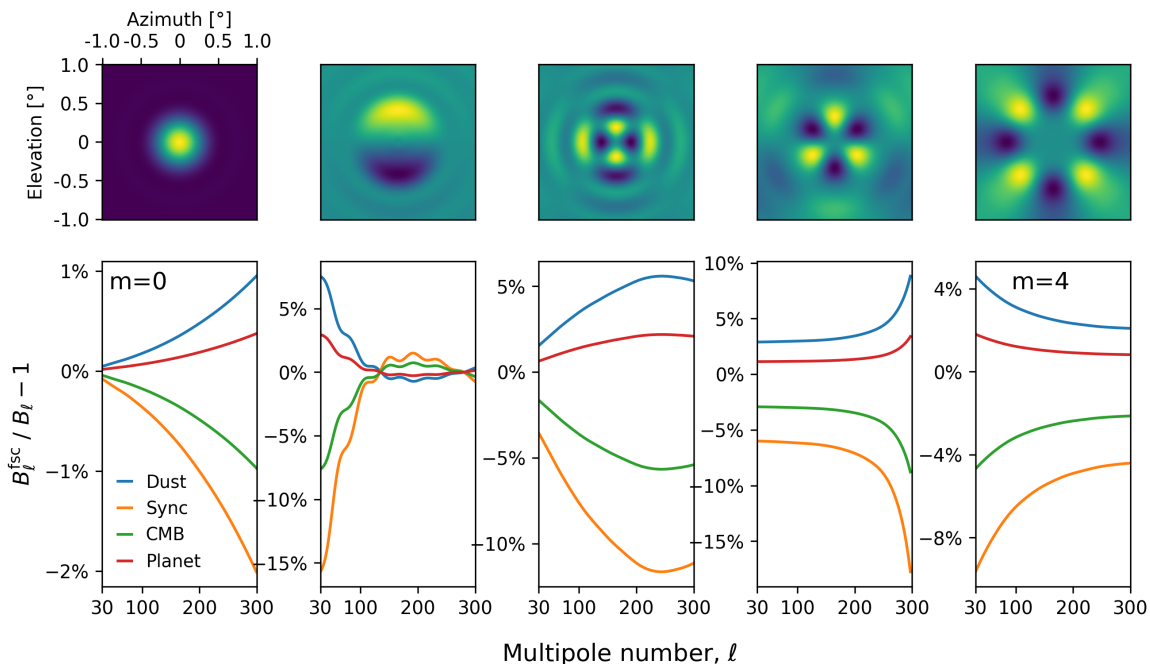 Azimuth [°]
-1.0 -0.5 0 0.5 1.0
Elevation [°]
1.0
0.5
0
-0.5
-1.0
B_ℓ^fsc / B_ℓ − 1
m=0
1%
0%
−1%
−2%
Dust
Sync
CMB
Planet
30 100 200 300
5%
0%
−5%
−10%
−15%
30 100 200 300
5%
0%
−5%
−10%
30 100 200 300
10%
5%
0%
−5%
−10%
−15%
30 100 200 300
m=4
4%
0%
−4%
−8%
30 100 200 300
Multipole number, ℓ